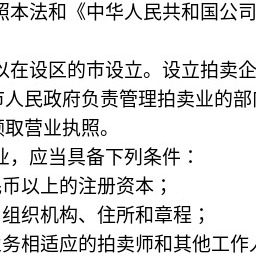 照本法和《中华人民共和国公司
以在设区的市设立。设立拍卖企
市人民政府负责管理拍卖业的部
领取营业执照。
业，应当具备下列条件：
民币以上的注册资本；
组织机构、住所和章程；
务相适应的拍卖师和其他工作